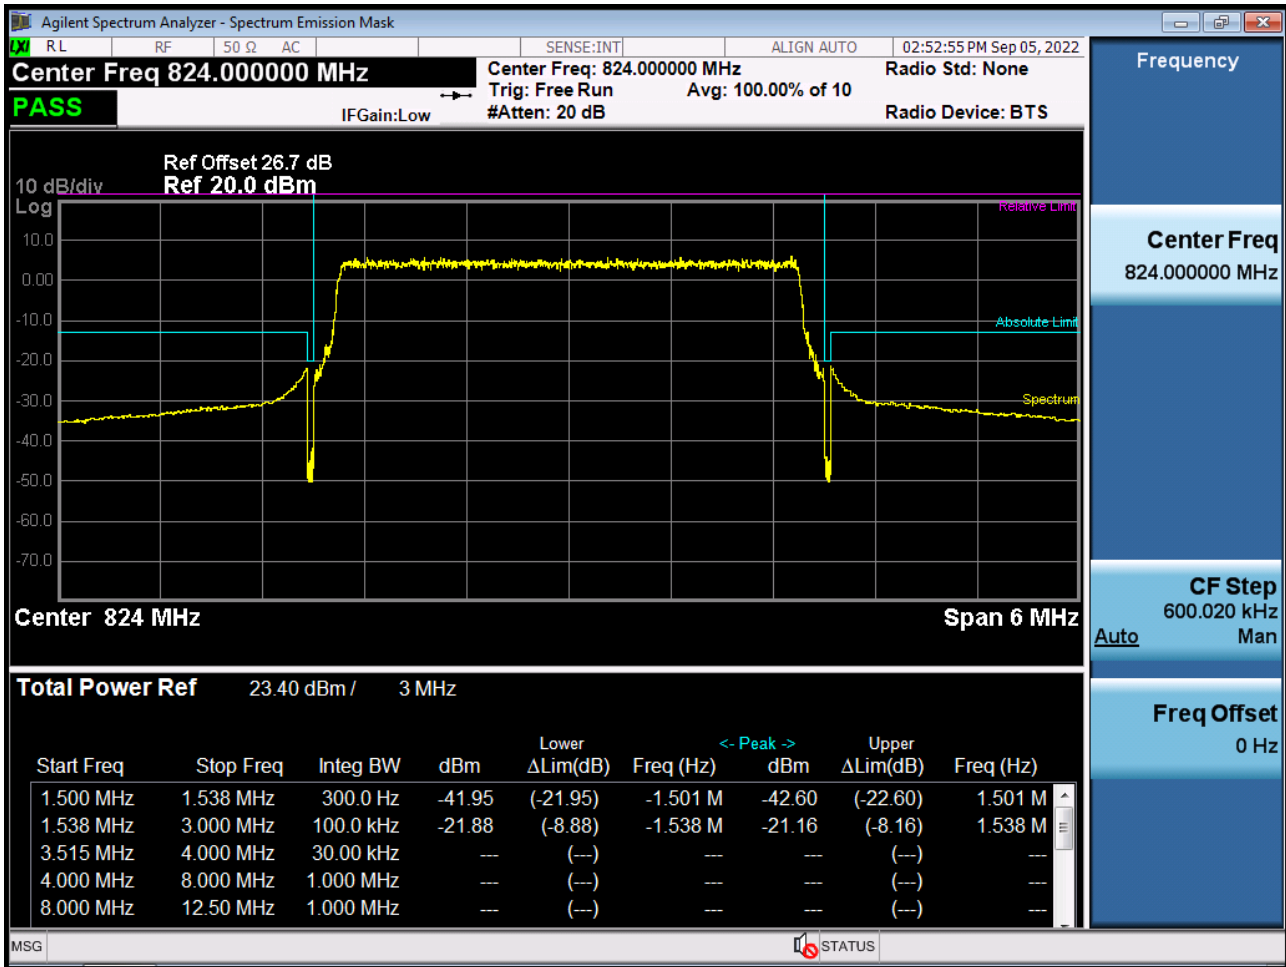 Agilent Spectrum Analyzer - Spectrum Emission Mask
LXI RL RF 50 Ω AC SENSE:INT ALIGN AUTO 02:52:55 PM Sep 05, 2022
Center Freq 824.000000 MHz
Center Freq: 824.000000 MHz
Radio Std: None
Trig: Free Run Avg: 100.00% of 10
PASS
IFGain:Low
#Atten: 20 dB
Radio Device: BTS
Ref Offset 26.7 dB
10 dB/div Ref 20.0 dBm
Log
Relative Limit
10.0
0.00
-10.0
Absolute Limit
-20.0
-30.0
Spectrum
-40.0
-50.0
-60.0
-70.0
Center 824 MHz Span 6 MHz
Total Power Ref 23.40 dBm / 3 MHz
Lower <- Peak -> Upper
Start Freq Stop Freq Integ BW dBm ΔLim(dB) Freq (Hz) dBm ΔLim(dB) Freq (Hz)
1.500 MHz 1.538 MHz 300.0 Hz -41.95 (-21.95) -1.501 M -42.60 (-22.60) 1.501 M
1.538 MHz 3.000 MHz 100.0 kHz -21.88 (-8.88) -1.538 M -21.16 (-8.16) 1.538 M
3.515 MHz 4.000 MHz 30.00 kHz --- (---) --- --- (---) ---
4.000 MHz 8.000 MHz 1.000 MHz --- (---) --- --- (---) ---
8.000 MHz 12.50 MHz 1.000 MHz --- (---) --- --- (---) ---
MSG STATUS
Frequency
Center Freq
824.000000 MHz
CF Step
600.020 kHz
Auto Man
Freq Offset
0 Hz